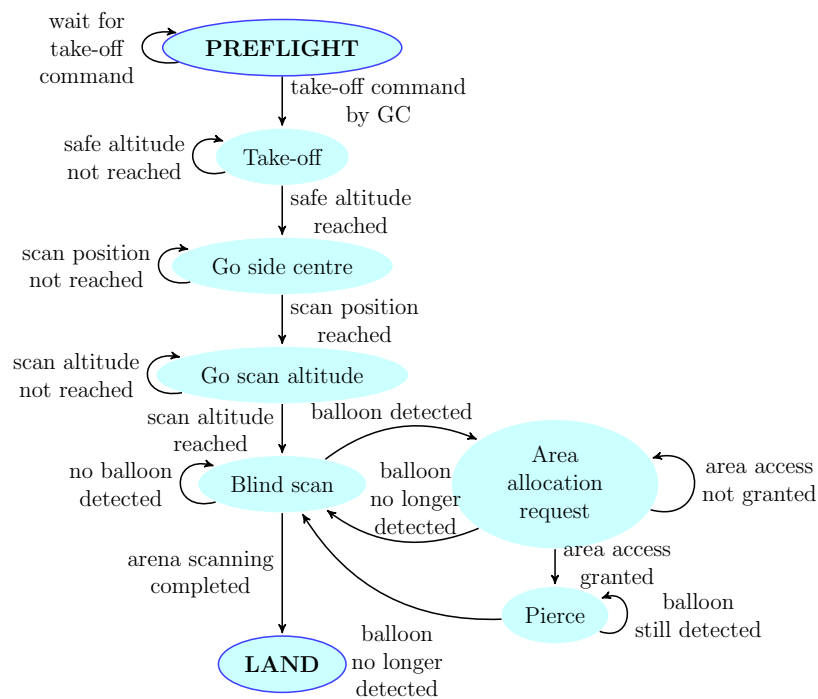 wait for
take-off
command
PREFLIGHT
take-off command
by GC
safe altitude
not reached
Take-off
safe altitude
reached
scan position
not reached
Go side centre
scan position
reached
scan altitude
not reached
Go scan altitude
scan altitude
reached
balloon detected
no balloon
detected
Blind scan
balloon
no longer
detected
Area
allocation
request
area access
not granted
arena scanning
completed
area access
granted
Pierce
balloon
still detected
LAND
balloon
no longer
detected